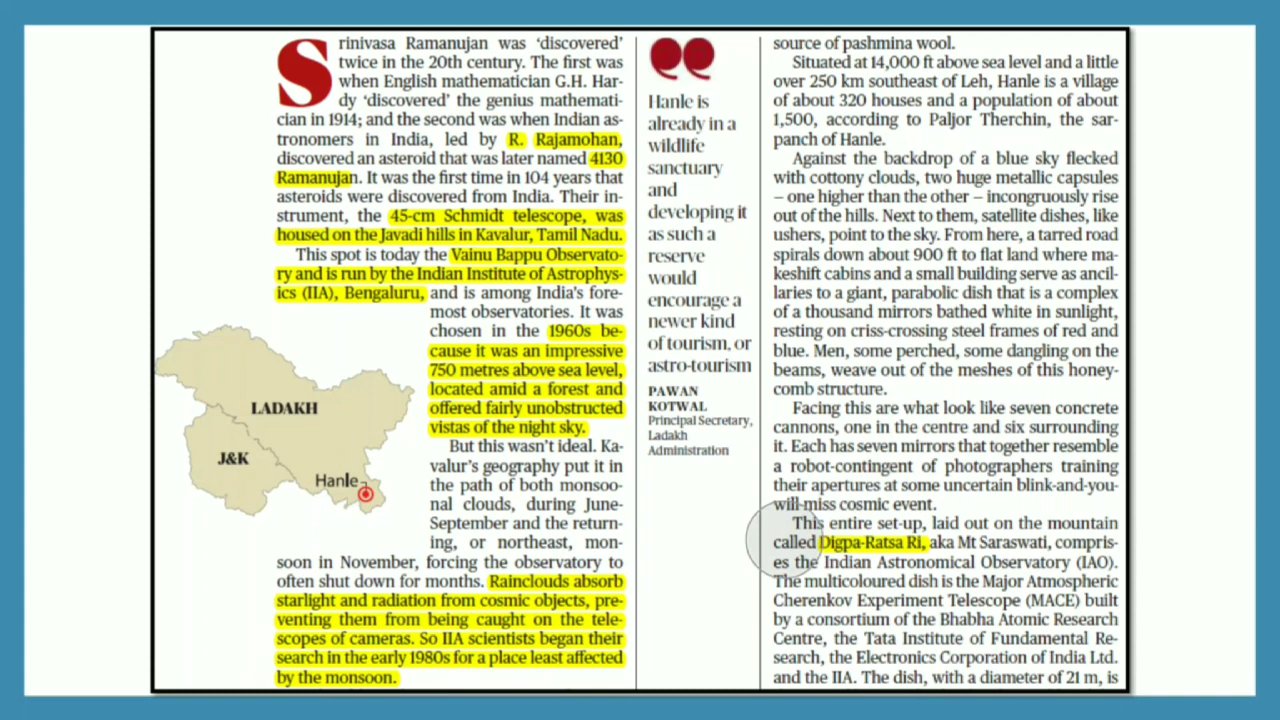 Srinivasa Ramanujan was ‘discovered’
twice in the 20th century. The first was
when English mathematician G.H. Har-
dy ‘discovered’ the genius mathemati-
cian in 1914; and the second was when Indian as-
tronomers in India, led by R. Rajamohan,
discovered an asteroid that was later named 4130
Ramanujan. It was the first time in 104 years that
asteroids were discovered from India. Their in-
strument, the 45-cm Schmidt telescope, was
housed on the Javadi hills in Kavalur, Tamil Nadu.
This spot is today the Vainu Bappu Observato-
ry and is run by the Indian Institute of Astrophys-
ics (IIA), Bengaluru, and is among India’s fore-
most observatories. It was
chosen in the 1960s be-
cause it was an impressive
750 metres above sea level,
located amid a forest and
offered fairly unobstructed
vistas of the night sky.
But this wasn’t ideal. Ka-
valur’s geography put it in
the path of both monsoo-
nal clouds, during June-
September and the return-
ing, or northeast, mon-
soon in November, forcing the observatory to
often shut down for months. Rainclouds absorb
starlight and radiation from cosmic objects, pre-
venting them from being caught on the tele-
scopes of cameras. So IIA scientists began their
search in the early 1980s for a place least affected
by the monsoon.
LADAKH
J&K
Hanle
Hanle is
already in a
wildlife
sanctuary
and
developing it
as such a
reserve
would
encourage a
newer kind
of tourism, or
astro-tourism
PAWAN
KOTWAL
Principal Secretary,
Ladakh
Administration
source of pashmina wool.
Situated at 14,000 ft above sea level and a little
over 250 km southeast of Leh, Hanle is a village
of about 320 houses and a population of about
1,500, according to Paljor Therchin, the sar-
panch of Hanle.
Against the backdrop of a blue sky flecked
with cottony clouds, two huge metallic capsules
– one higher than the other – incongruously rise
out of the hills. Next to them, satellite dishes, like
ushers, point to the sky. From here, a tarred road
spirals down about 900 ft to flat land where ma-
keshift cabins and a small building serve as ancil-
laries to a giant, parabolic dish that is a complex
of a thousand mirrors bathed white in sunlight,
resting on criss-crossing steel frames of red and
blue. Men, some perched, some dangling on the
beams, weave out of the meshes of this honey-
comb structure.
Facing this are what look like seven concrete
cannons, one in the centre and six surrounding
it. Each has seven mirrors that together resemble
a robot-contingent of photographers training
their apertures at some uncertain blink-and-you-
will-miss cosmic event.
This entire set-up, laid out on the mountain
called Digpa-Ratsa Ri, aka Mt Saraswati, compris-
es the Indian Astronomical Observatory (IAO).
The multicoloured dish is the Major Atmospheric
Cherenkov Experiment Telescope (MACE) built
by a consortium of the Bhabha Atomic Research
Centre, the Tata Institute of Fundamental Re-
search, the Electronics Corporation of India Ltd.
and the IIA. The dish, with a diameter of 21 m, is